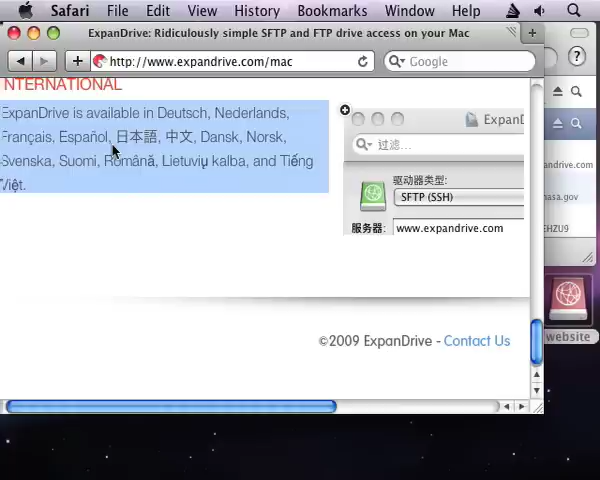 Safari File Edit View History Bookmarks Window Help
ExpanDrive: Ridiculously simple SFTP and FTP drive access on your Mac
http://www.expandrive.com/mac
Google
NTERNATIONAL
ExpanDrive is available in Deutsch, Nederlands,
Français, Español, 日本語, 中文, Dansk, Norsk,
Svenska, Suomi, Română, Lietuvių kalba, and Tiếng
Việt.
ExpanD
过滤...
驱动器类型:
SFTP (SSH)
服务器:
www.expandrive.com
©2009 ExpanDrive - Contact Us
xpandrive.com
nasa.gov
EHZU9
website